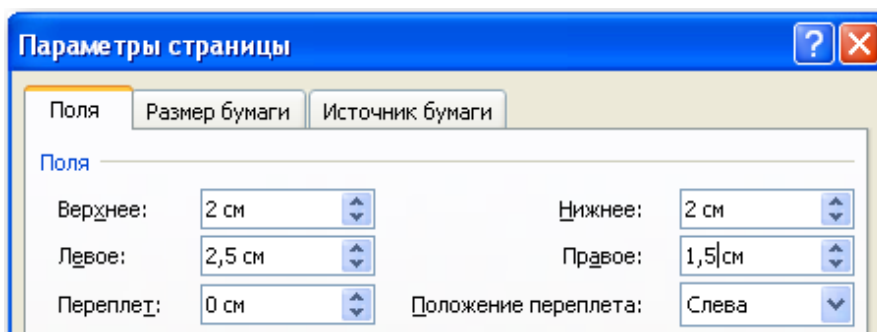 Параметры страницы
Поля Размер бумаги Источник бумаги
Поля
Верхнее: 2 см Нижнее: 2 см
Левое: 2,5 см Правое: 1,5 см
Переплет: 0 см Положение переплета: Слева